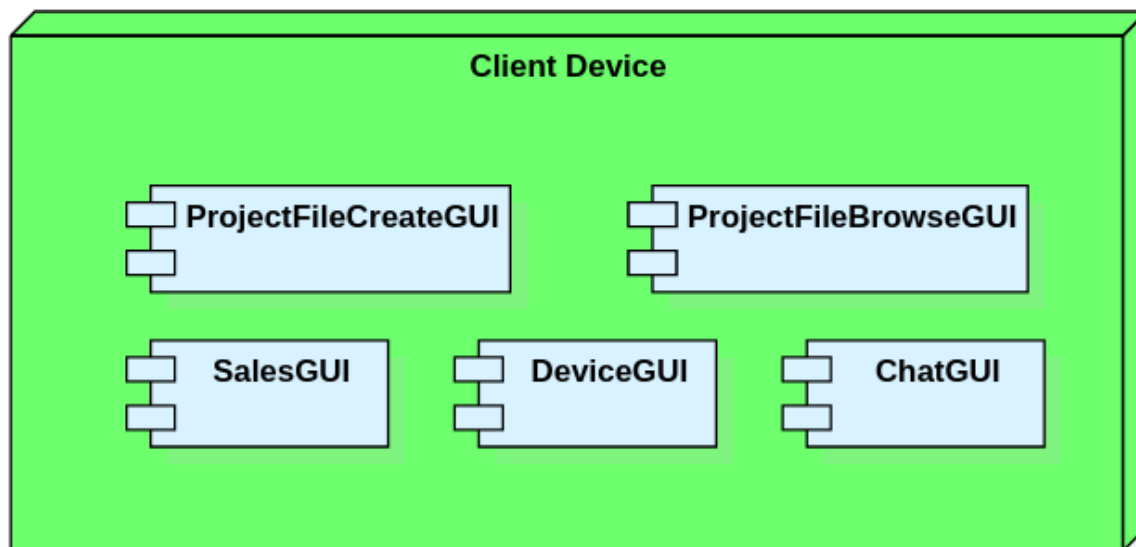 Client Device
ProjectFileCreateGUI
ProjectFileBrowseGUI
SalesGUI
DeviceGUI
ChatGUI